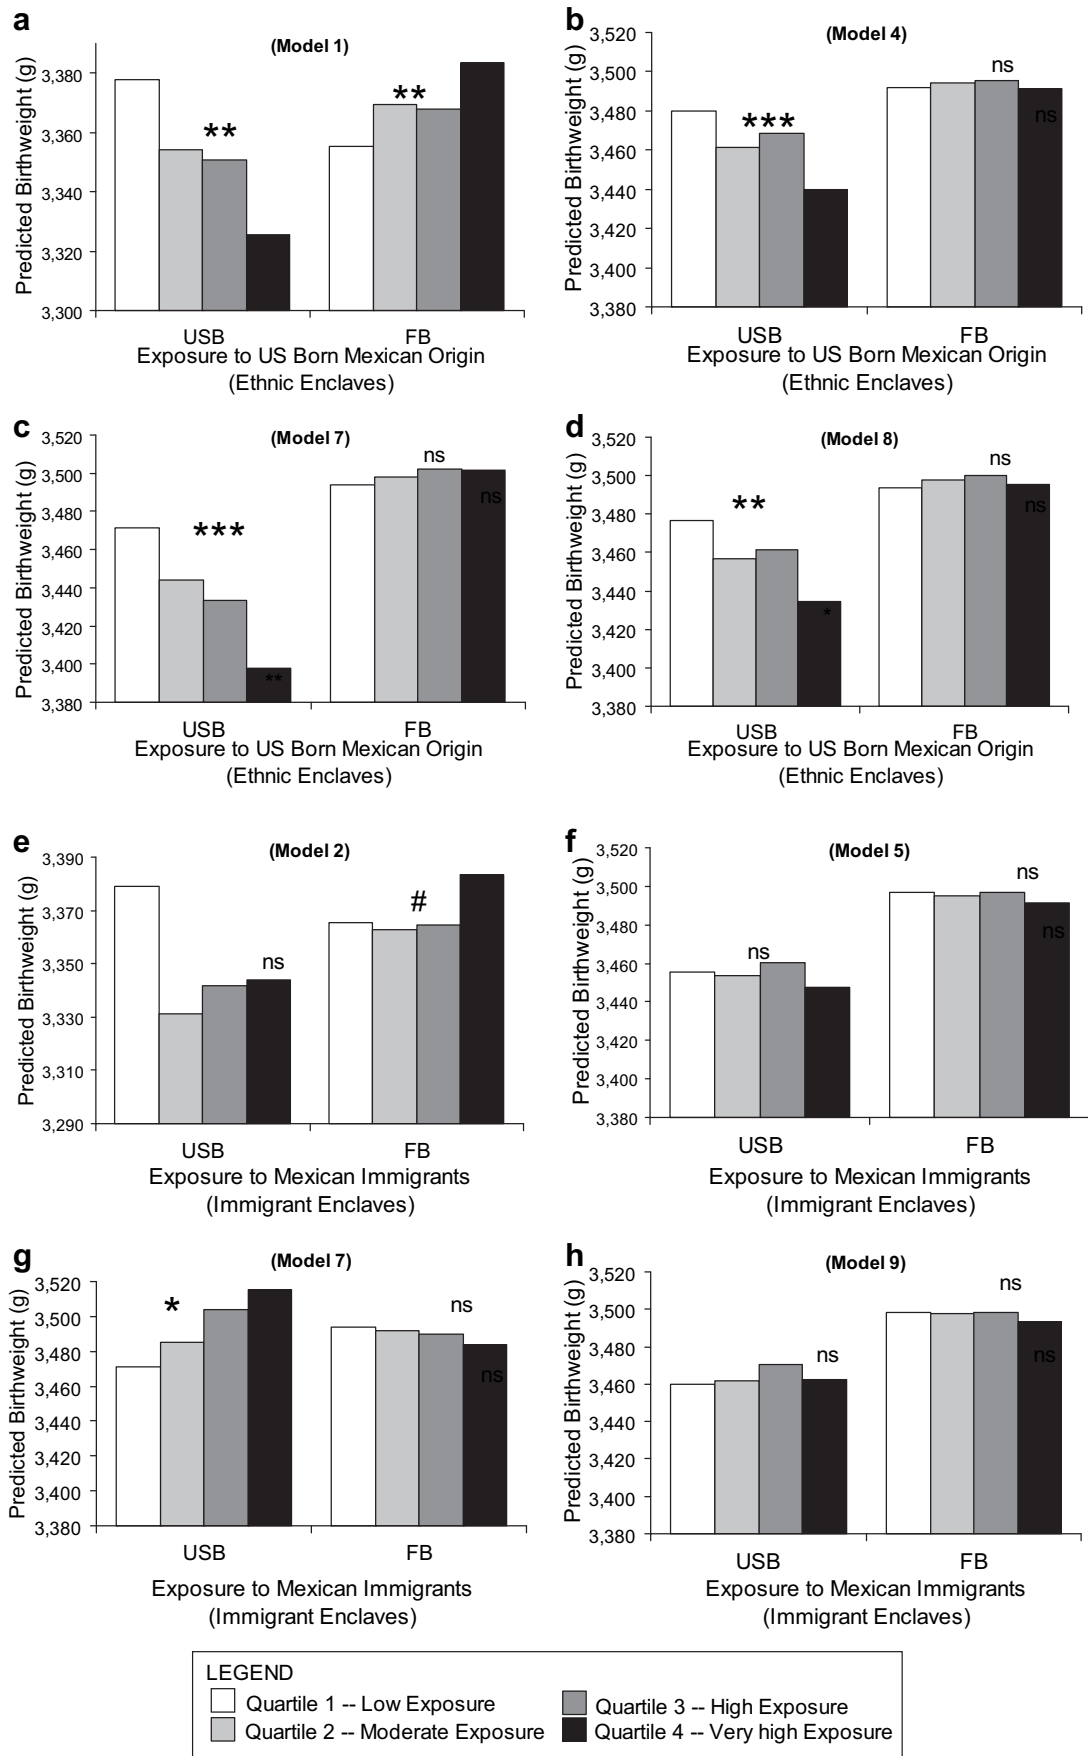 a
(Model 1)
Predicted Birthweight (g)
3,380
3,360
3,340
3,320
3,300
**
**
USB
FB
Exposure to US Born Mexican Origin
(Ethnic Enclaves)
b
(Model 4)
Predicted Birthweight (g)
3,520
3,500
3,480
3,460
3,440
3,420
3,400
3,380
***
ns
ns
USB
FB
Exposure to US Born Mexican Origin
(Ethnic Enclaves)
c
(Model 7)
Predicted Birthweight (g)
3,520
3,500
3,480
3,460
3,440
3,420
3,400
3,380
***
**
ns
ns
USB
FB
Exposure to US Born Mexican Origin
(Ethnic Enclaves)
d
(Model 8)
Predicted Birthweight (g)
3,520
3,500
3,480
3,460
3,440
3,420
3,400
3,380
**
*
ns
ns
USB
FB
Exposure to US Born Mexican Origin
(Ethnic Enclaves)
e
(Model 2)
Predicted Birthweight (g)
3,390
3,370
3,350
3,330
3,310
3,290
ns
#
USB
FB
Exposure to Mexican Immigrants
(Immigrant Enclaves)
f
(Model 5)
Predicted Birthweight (g)
3,520
3,500
3,480
3,460
3,440
3,420
3,400
3,380
ns
ns
ns
USB
FB
Exposure to Mexican Immigrants
(Immigrant Enclaves)
g
(Model 7)
Predicted Birthweight (g)
3,520
3,500
3,480
3,460
3,440
3,420
3,400
3,380
*
ns
ns
USB
FB
Exposure to Mexican Immigrants
(Immigrant Enclaves)
h
(Model 9)
Predicted Birthweight (g)
3,520
3,500
3,480
3,460
3,440
3,420
3,400
3,380
ns
ns
ns
USB
FB
Exposure to Mexican Immigrants
(Immigrant Enclaves)
LEGEND
Quartile 1 -- Low Exposure
Quartile 3 -- High Exposure
Quartile 2 -- Moderate Exposure
Quartile 4 -- Very high Exposure